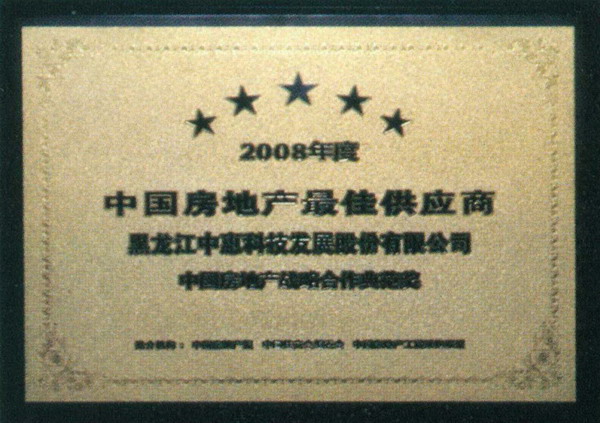 2008年度
中国房地产最佳供应商
黑龙江中惠科技发展股份有限公司
中国房地产战略合作典范奖